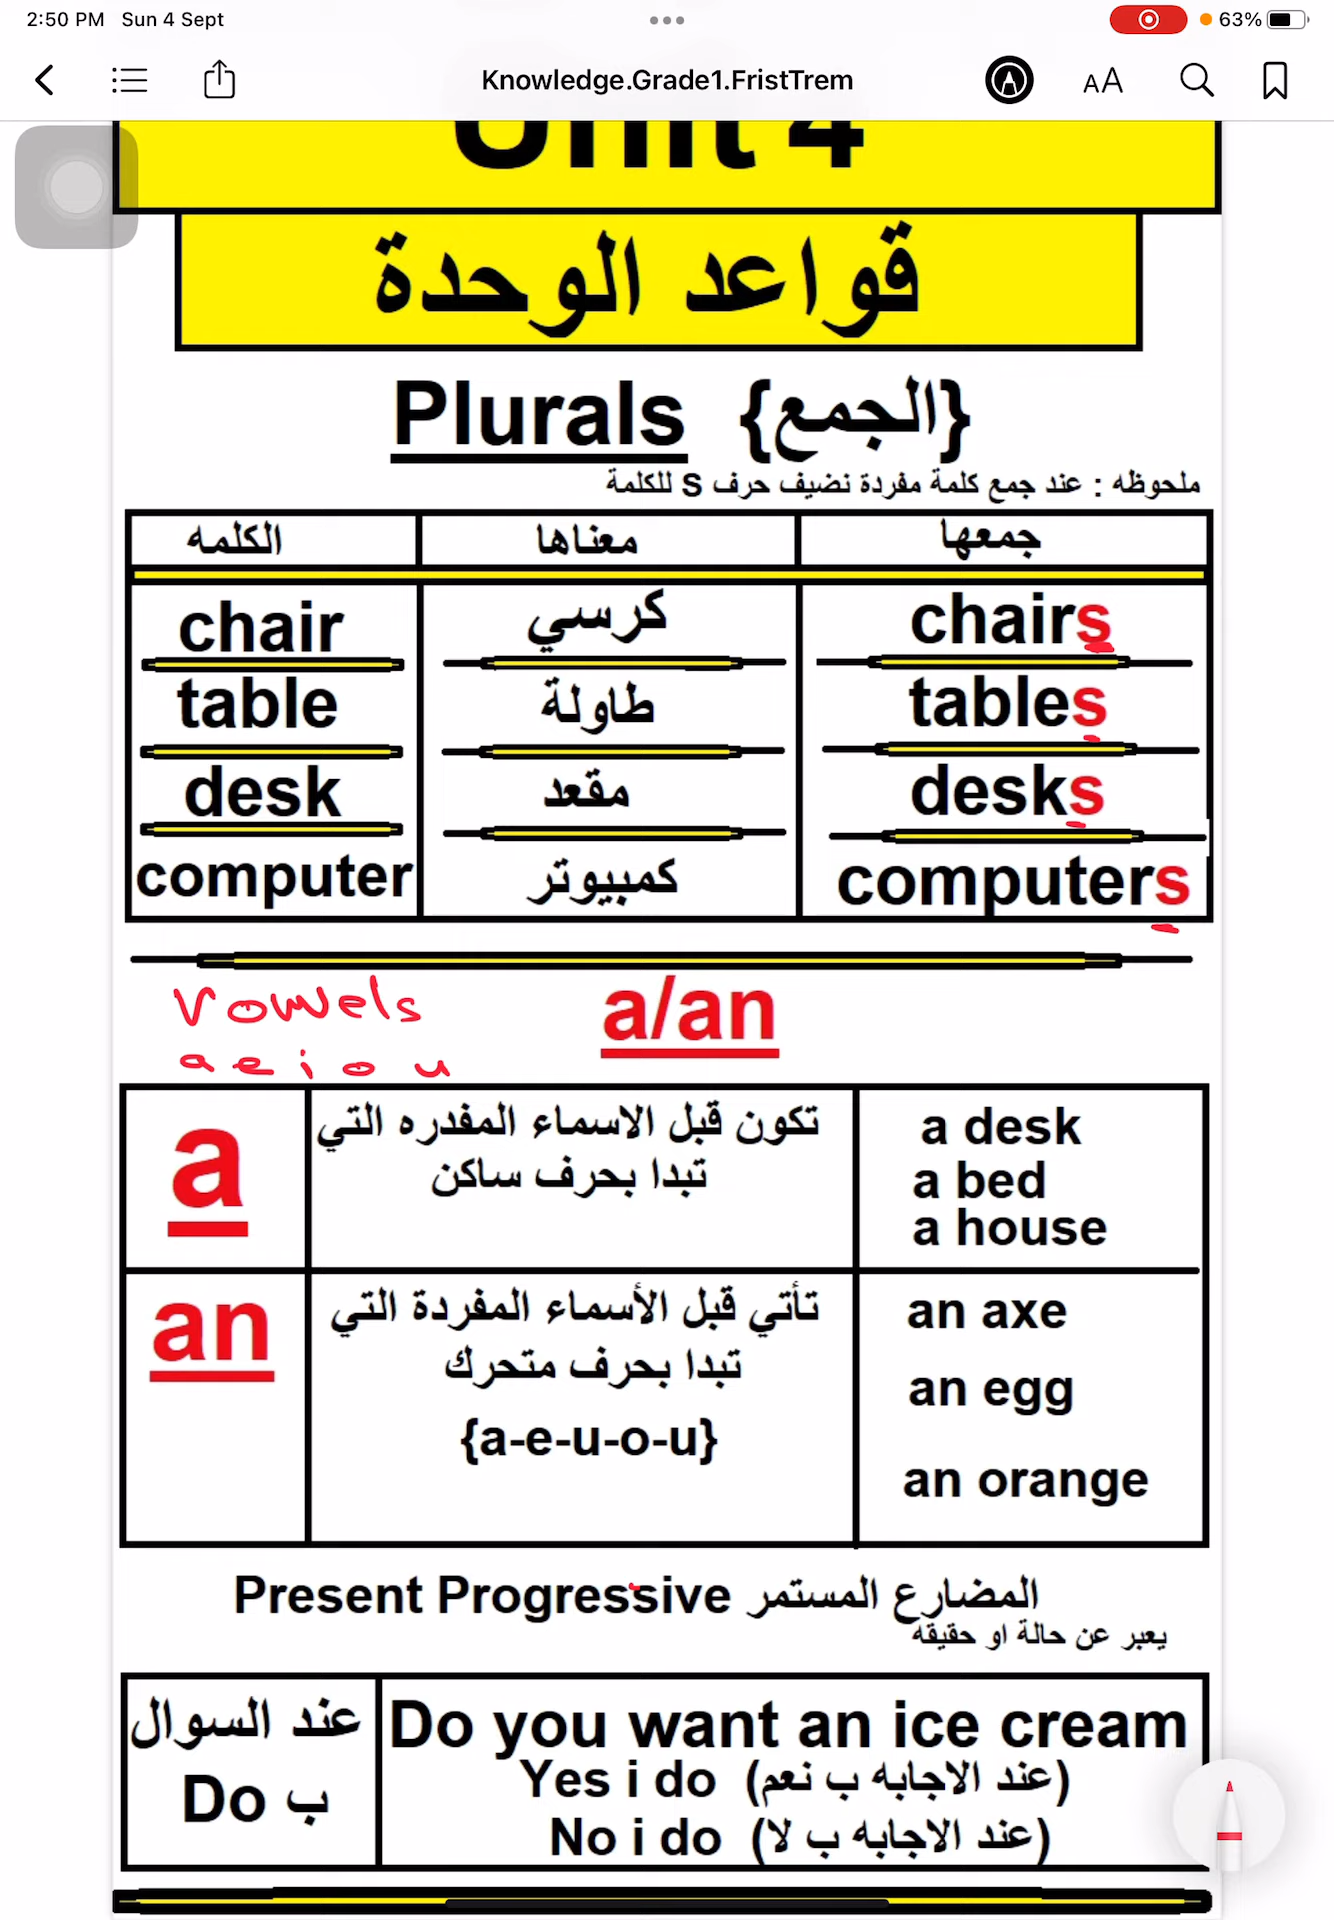 2:50 PM Sun 4 Sept
63%
Knowledge.Grade1.FristTrem
AA
Unit 4
قواعد الوحدة
Plurals {الجمع}
ملحوظه : عند جمع كلمة مفردة نضيف حرف S للكلمة
الكلمه معناها جمعها
chair كرسي chairs
table طاولة tables
desk مقعد desks
computer كمبيوتر computers
vowels a/an
a e i o u
a
تكون قبل الاسماء المفدره التي
تبدا بحرف ساكن
a desk
a bed
a house
an
تأتي قبل الأسماء المفردة التي
تبدا بحرف متحرك
{a-e-u-o-u}
an axe
an egg
an orange
Present Progressive المضارع المستمر
يعبر عن حالة او حقيقه
عند السوال
ب Do
Do you want an ice cream
Yes i do (عند الاجابه ب نعم)
No i do (عند الاجابه ب لا)